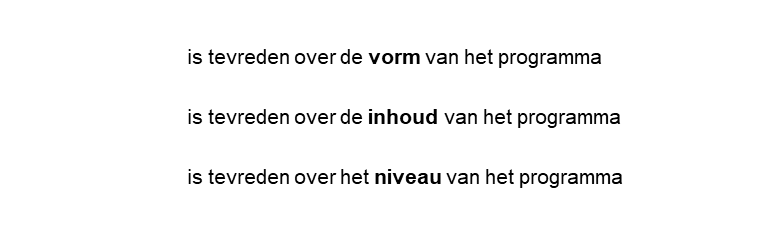 is tevreden over de vorm van het programma
is tevreden over de inhoud van het programma
is tevreden over het niveau van het programma